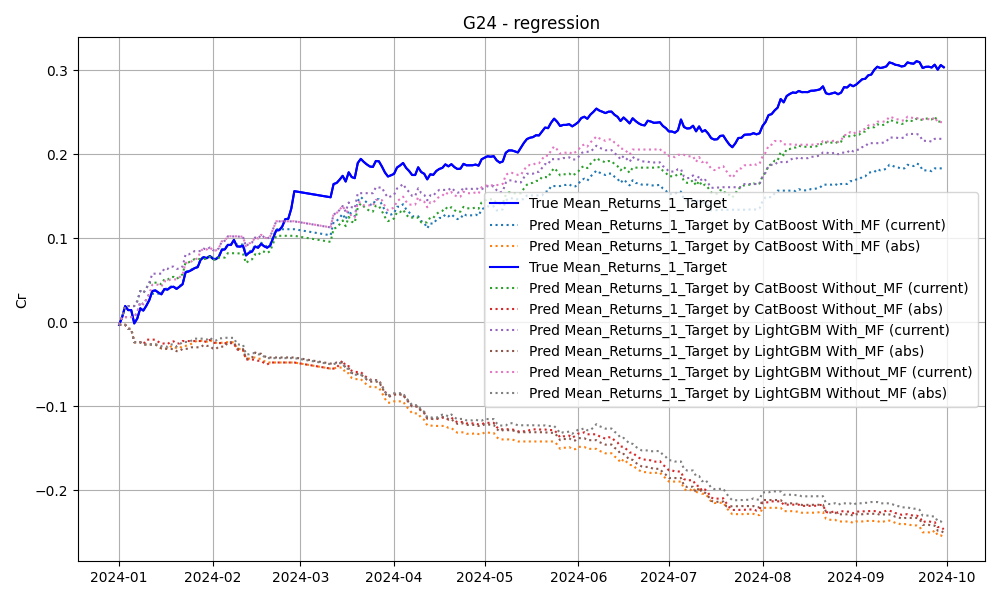 G24 - regression
0.3
0.2
0.1
0.0
−0.1
−0.2
Cr
True Mean_Returns_1_Target
Pred Mean_Returns_1_Target by CatBoost With_MF (current)
Pred Mean_Returns_1_Target by CatBoost With_MF (abs)
True Mean_Returns_1_Target
Pred Mean_Returns_1_Target by CatBoost Without_MF (current)
Pred Mean_Returns_1_Target by CatBoost Without_MF (abs)
Pred Mean_Returns_1_Target by LightGBM With_MF (current)
Pred Mean_Returns_1_Target by LightGBM With_MF (abs)
Pred Mean_Returns_1_Target by LightGBM Without_MF (current)
Pred Mean_Returns_1_Target by LightGBM Without_MF (abs)
2024-01 2024-02 2024-03 2024-04 2024-05 2024-06 2024-07 2024-08 2024-09 2024-10